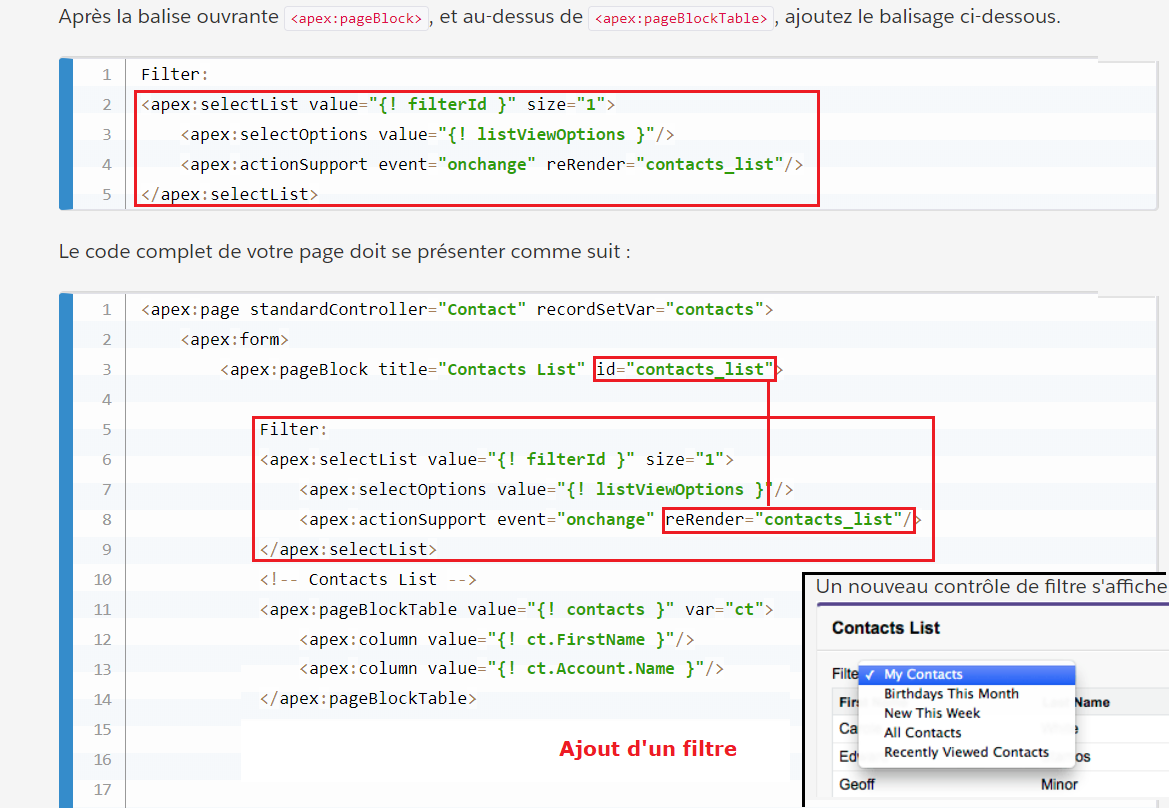 Après la balise ouvrante <apex:pageBlock>, et au-dessus de <apex:pageBlockTable>, ajoutez le balisage ci-dessous.
1 Filter:
2 <apex:selectList value="{! filterId }" size="1">
3 <apex:selectOptions value="{! listViewOptions }"/>
4 <apex:actionSupport event="onchange" reRender="contacts_list"/>
5 </apex:selectList>
Le code complet de votre page doit se présenter comme suit :
1 <apex:page standardController="Contact" recordSetVar="contacts">
2 <apex:form>
3 <apex:pageBlock title="Contacts List" id="contacts_list">
4
5 Filter:
6 <apex:selectList value="{! filterId }" size="1">
7 <apex:selectOptions value="{! listViewOptions }"/>
8 <apex:actionSupport event="onchange" reRender="contacts_list"/>
9 </apex:selectList>
10 <!-- Contacts List -->
11 <apex:pageBlockTable value="{! contacts }" var="ct">
12 <apex:column value="{! ct.FirstName }"/>
13 <apex:column value="{! ct.Account.Name }"/>
14 </apex:pageBlockTable>
15
16
17
Ajout d'un filtre
Un nouveau contrôle de filtre s'affiche
Contacts List
Filte ✓ My Contacts
Birthdays This Month
New This Week
All Contacts
Recently Viewed Contacts
Name
Geoff Minor